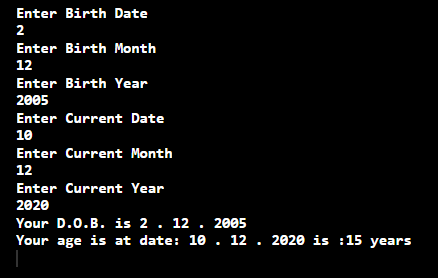 Enter Birth Date
2
Enter Birth Month
12
Enter Birth Year
2005
Enter Current Date
10
Enter Current Month
12
Enter Current Year
2020
Your D.O.B. is 2 . 12 . 2005
Your age is at date: 10 . 12 . 2020 is :15 years